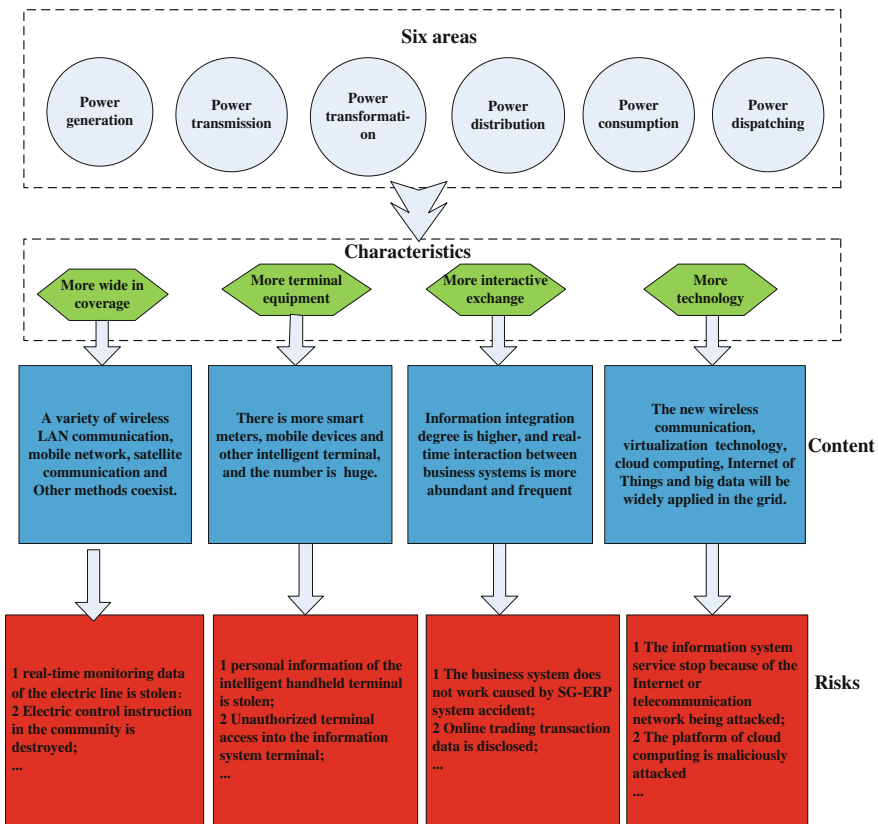 Six areas
Power
generation
Power
transmission
Power
transformati-
on
Power
distribution
Power
consumption
Power
dispatching
Characteristics
More wide in
coverage
More terminal
equipment
More interactive
exchange
More
technology
A variety of wireless
LAN communication,
mobile network, satellite
communication and
Other methods coexist.
There is more smart
meters, mobile devices and
other intelligent terminal,
and the number is huge.
Information integration
degree is higher, and real-
time interaction between
business systems is more
abundant and frequent
The new wireless
communication,
virtualization technology,
cloud computing, Internet of
Things and big data will be
widely applied in the grid.
Content
1 real-time monitoring data
of the electric line is stolen;
2 Electric control instruction
in the community is
destroyed;
...
1 personal information of the
intelligent handheld terminal
is stolen;
2 Unauthorized terminal
access into the information
system terminal;
...
1 The business system does
not work caused by SG-ERP
system accident;
2 Online trading transaction
data is disclosed;
...
1 The information system
service stop because of the
Internet or
telecommunication
network being attacked;
2 The platform of cloud
computing is maliciously
attacked
...
Risks